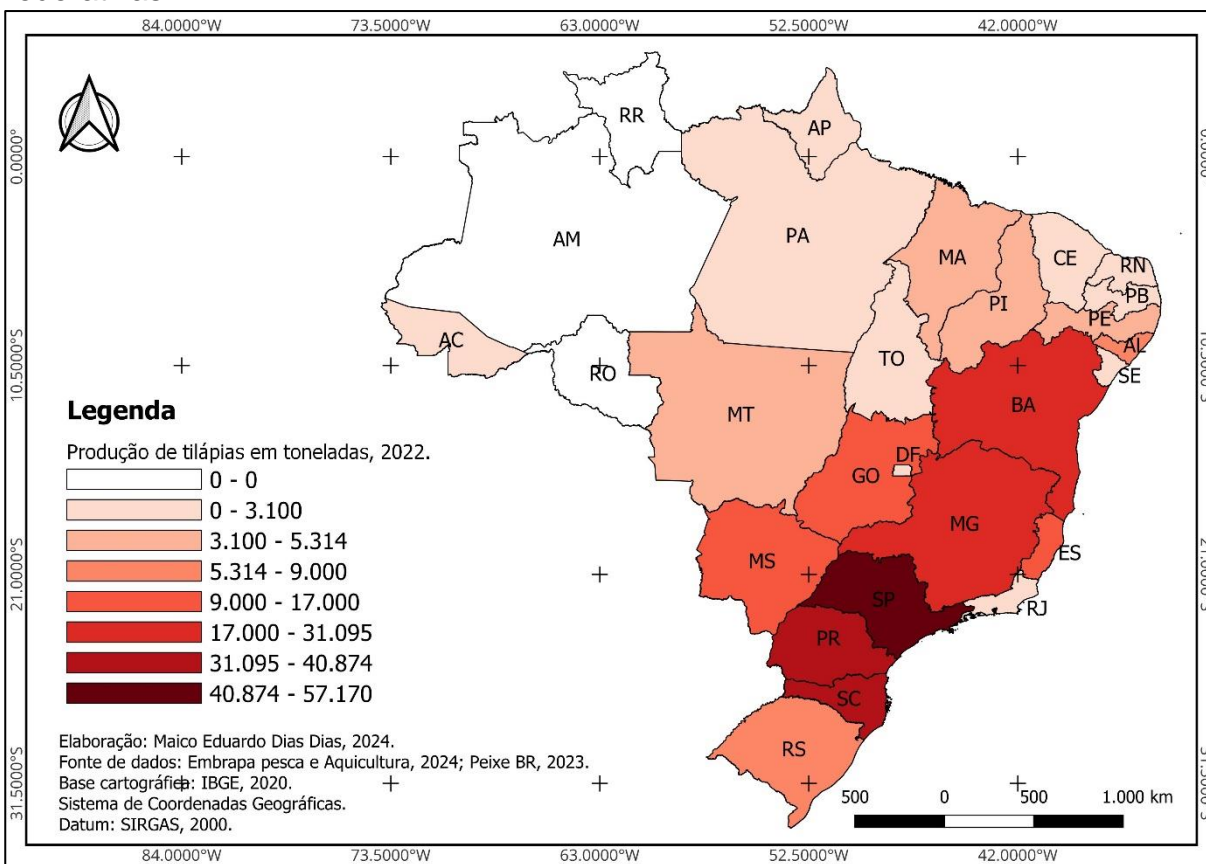 84.0000°W 73.5000°W 63.0000°W 52.5000°W 42.0000°W
0.0000°
10.5000°S
21.0000°S
31.5000°S
RR
AP
AM
PA
MA
CE
RN
PB
PI
PE
AL
SE
AC
TO
RO
BA
MT
DF
GO
MG
ES
MS
SP
RJ
PR
SC
RS
Legenda
Produção de tilápias em toneladas, 2022.
0 - 0
0 - 3.100
3.100 - 5.314
5.314 - 9.000
9.000 - 17.000
17.000 - 31.095
31.095 - 40.874
40.874 - 57.170
Elaboração: Maico Eduardo Dias Dias, 2024.
Fonte de dados: Embrapa pesca e Aquicultura, 2024; Peixe BR, 2023.
Base cartográfica: IBGE, 2020.
Sistema de Coordenadas Geográficas.
Datum: SIRGAS, 2000.
500 0 500 1.000 km
84.0000°W 73.5000°W 63.0000°W 52.5000°W 42.0000°W